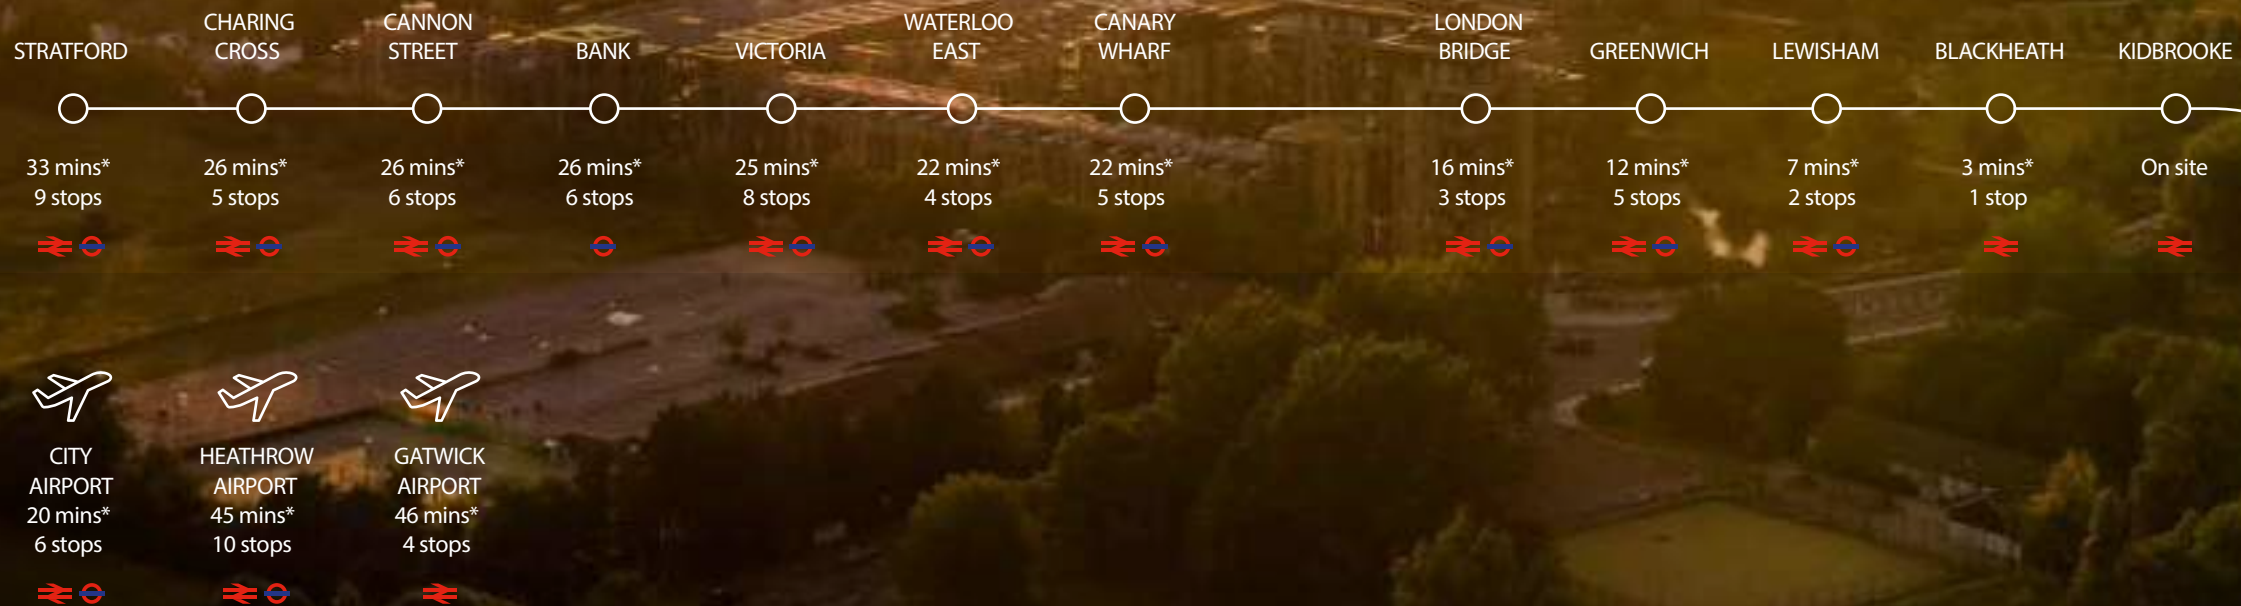 STRATFORD
33 mins*
9 stops
CHARING
CROSS
26 mins*
5 stops
CANNON
STREET
26 mins*
6 stops
BANK
26 mins*
6 stops
VICTORIA
25 mins*
8 stops
WATERLOO
EAST
22 mins*
4 stops
CANARY
WHARF
22 mins*
5 stops
LONDON
BRIDGE
16 mins*
3 stops
GREENWICH
12 mins*
5 stops
LEWISHAM
7 mins*
2 stops
BLACKHEATH
3 mins*
1 stop
KIDBROOKE
On site
CITY
AIRPORT
20 mins*
6 stops
HEATHROW
AIRPORT
45 mins*
10 stops
GATWICK
AIRPORT
46 mins*
4 stops